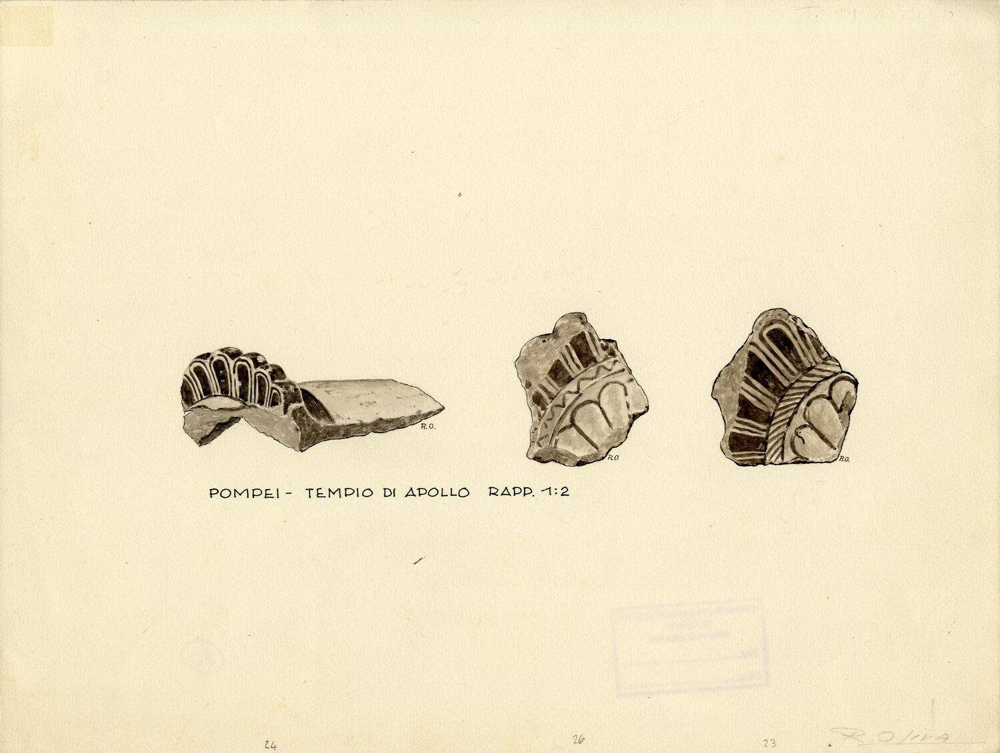 R.O.
R.O
R.O.
POMPEI - TEMPIO DI APOLLO RAPP. 1:2
24
26
23
R. Oliva